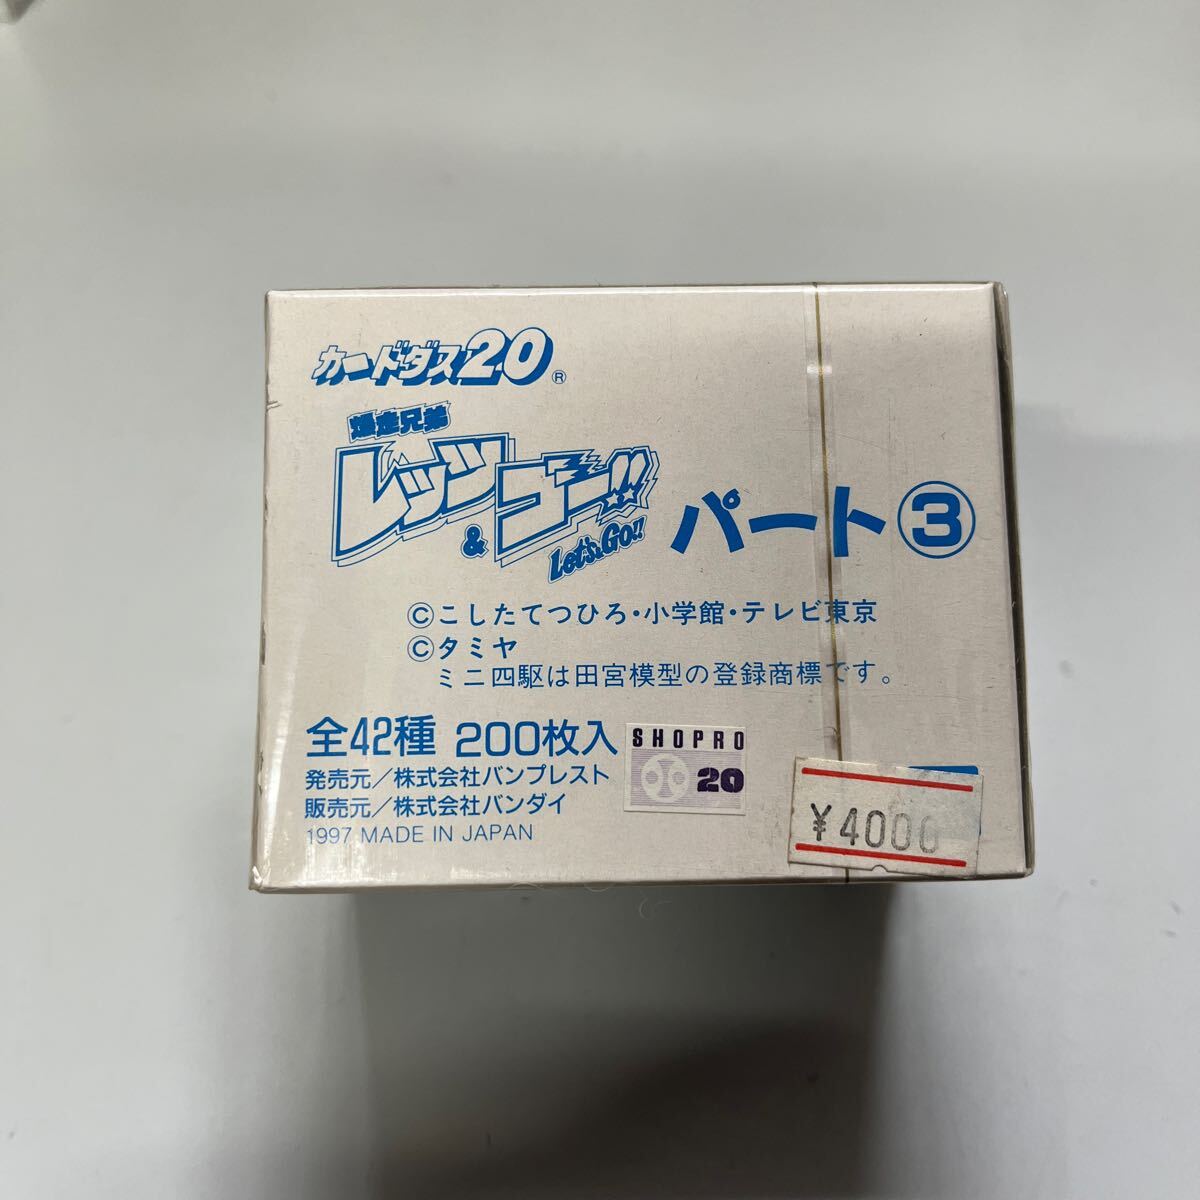 カードダス20®
爆走兄弟
レッツ
&
ゴー!!
Let's & Go!!
パート③
©こしたてつひろ・小学館・テレビ東京
©タミヤ
ミニ四駆は田宮模型の登録商標です。
全42種 200枚入
発売元/株式会社バンプレスト
販売元/株式会社バンダイ
1997 MADE IN JAPAN
SHOPRO
20
¥4000